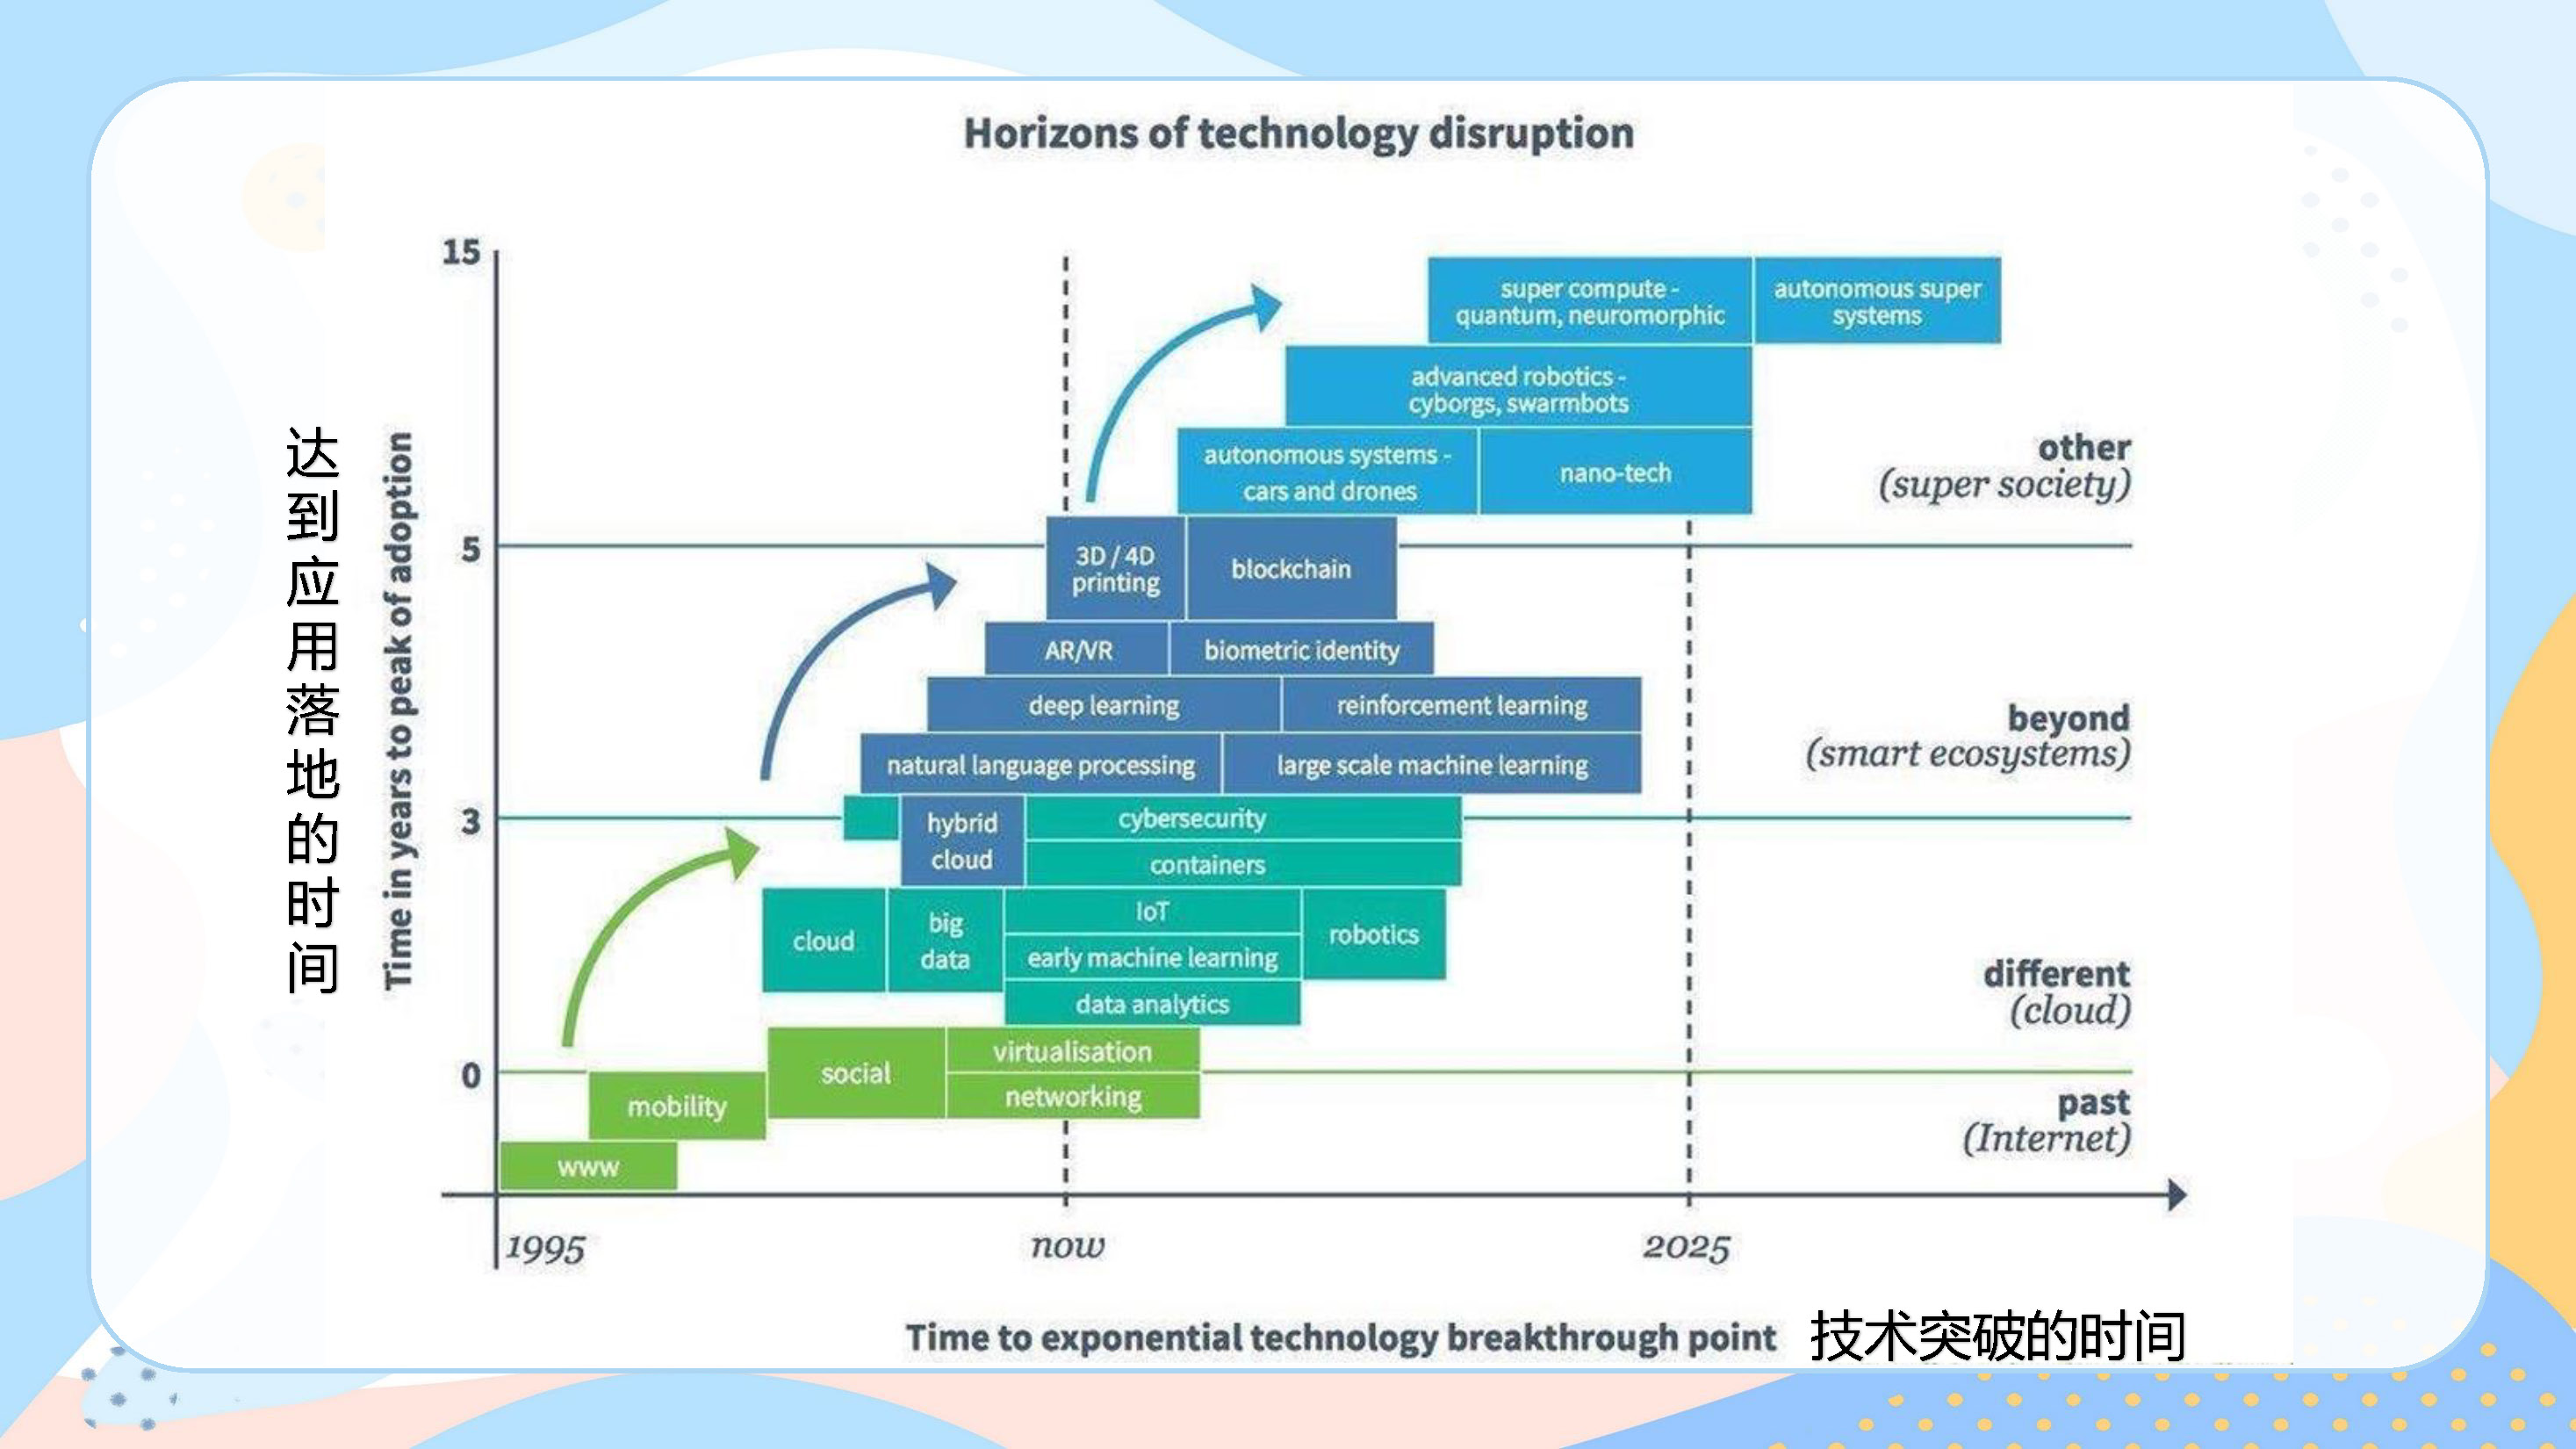 Horizons of technology disruption
15
super compute -
quantum, neuromorphic
autonomous super
systems
advanced robotics -
cyborgs, swarmbots
autonomous systems -
cars and drones
nano-tech
other
(super society)
达到应用落地的时间
Time in years to peak of adoption
5
3D / 4D
printing
blockchain
AR/VR
biometric identity
deep learning
reinforcement learning
natural language processing
large scale machine learning
beyond
(smart ecosystems)
3
hybrid
cloud
cybersecurity
containers
cloud
big
data
IoT
early machine learning
data analytics
robotics
different
(cloud)
0
social
virtualisation
networking
mobility
www
past
(Internet)
1995
now
2025
Time to exponential technology breakthrough point
技术突破的时间